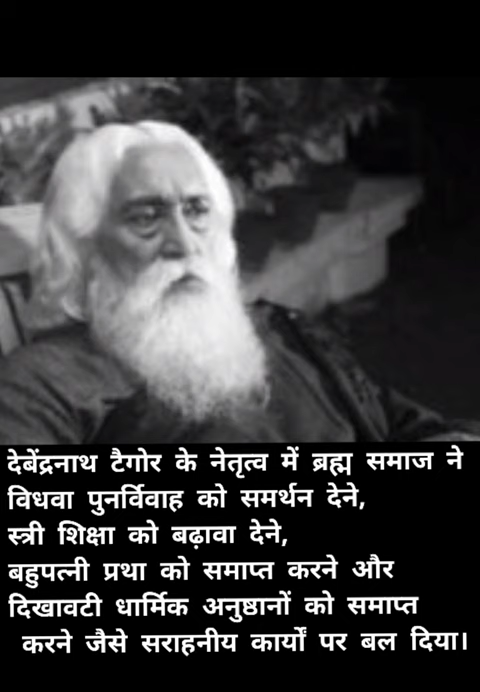 देबेंद्रनाथ टैगोर के नेतृत्व में ब्रह्म समाज ने
विधवा पुनर्विवाह को समर्थन देने,
स्त्री शिक्षा को बढ़ावा देने,
बहुपत्नी प्रथा को समाप्त करने और
दिखावटी धार्मिक अनुष्ठानों को समाप्त
करने जैसे सराहनीय कार्यों पर बल दिया।